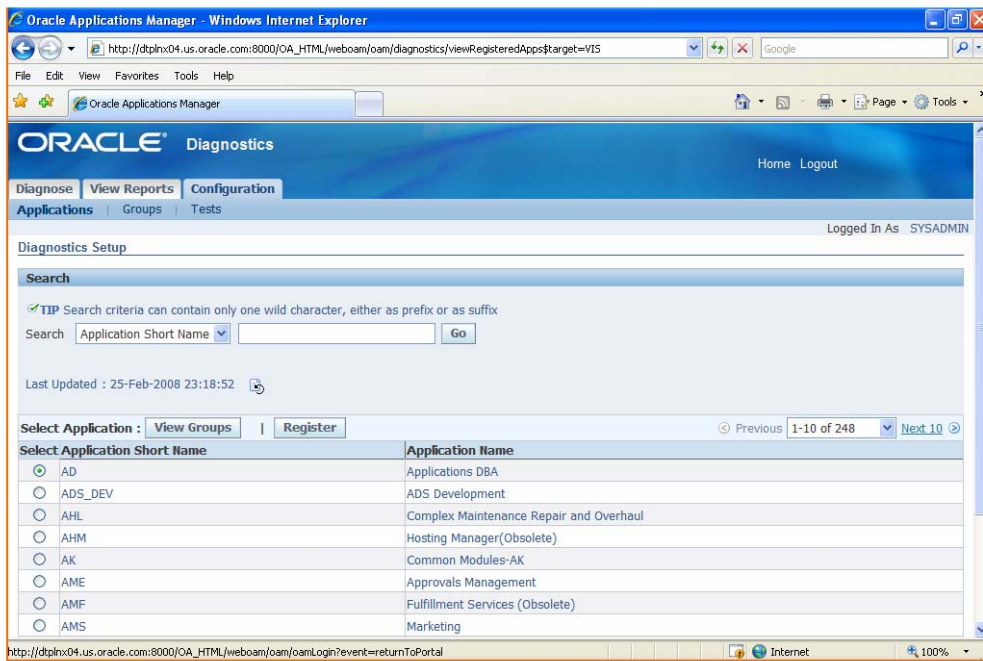 Oracle Applications Manager - Windows Internet Explorer
http://dtplnx04.us.oracle.com:8000/OA_HTML/weboam/oam/diagnostics/viewRegisteredApps$target=VIS
Google
File Edit View Favorites Tools Help
Oracle Applications Manager
Page Tools
ORACLE® Diagnostics
Home Logout
Diagnose View Reports Configuration
Applications | Groups | Tests
Logged In As SYSADMIN
Diagnostics Setup
Search
TIP Search criteria can contain only one wild character, either as prefix or as suffix
Search Application Short Name Go
Last Updated : 25-Feb-2008 23:18:52
Select Application : View Groups | Register Previous 1-10 of 248 Next 10
Select Application Short Name Application Name
AD Applications DBA
ADS_DEV ADS Development
AHL Complex Maintenance Repair and Overhaul
AHM Hosting Manager(Obsolete)
AK Common Modules-AK
AME Approvals Management
AMF Fulfillment Services (Obsolete)
AMS Marketing
http://dtplnx04.us.oracle.com:8000/OA_HTML/weboam/oam/oamLogin?event=returnToPortal Internet 100%